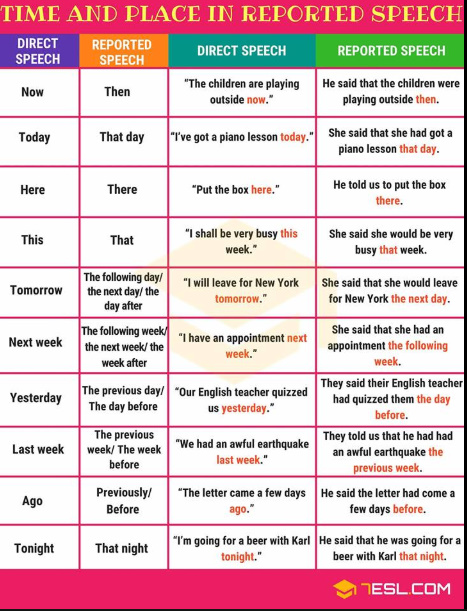 TIME AND PLACE IN REPORTED SPEECH
DIRECT
SPEECH
REPORTED
SPEECH
DIRECT SPEECH
REPORTED SPEECH
Now
Then
“The children are playing
outside now.”
He said that the children were
playing outside then.
Today
That day
“I’ve got a piano lesson today.”
She said that she had got a
piano lesson that day.
Here
There
“Put the box here.”
He told us to put the box
there.
This
That
“I shall be very busy this
week.”
She said she would be very
busy that week.
Tomorrow
The following day/
the next day/ the
day after
“I will leave for New York
tomorrow.”
She said that she would leave
for New York the next day.
Next week
The following week/
the next week/ the
week after
“I have an appointment next
week.”
She said that she had an
appointment the following
week.
Yesterday
The previous day/
The day before
“Our English teacher quizzed
us yesterday.”
They said their English teacher
had quizzed them the day
before.
Last week
The previous
week/ The week
before
“We had an awful earthquake
last week.”
They told us that he had had
an awful earthquake the
previous week.
Ago
Previously/
Before
“The letter came a few days
ago.”
He said the letter had come a
few days before.
Tonight
That night
“I’m going for a beer with Karl
tonight.”
He said that he was going for a
beer with Karl that night.
7ESL.COM